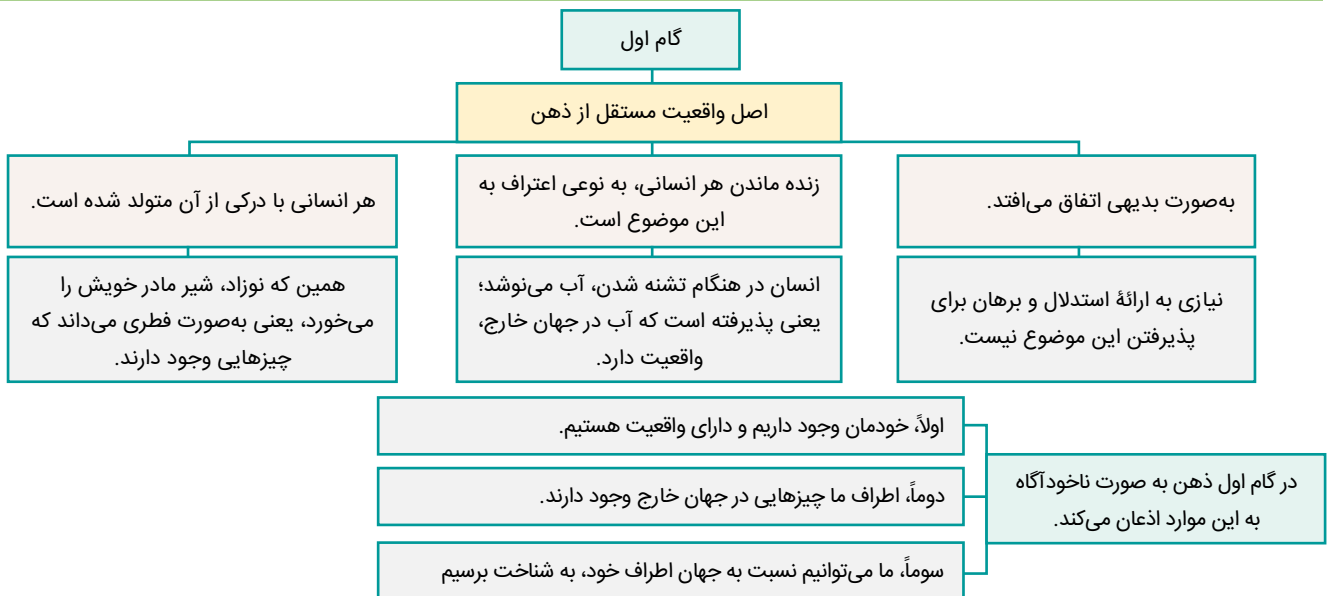 گام اول
اصل واقعیت مستقل از ذهن
به‌صورت بدیهی اتفاق می‌افتد.
نیازی به ارائهٔ استدلال و برهان برای
پذیرفتن این موضوع نیست.
زنده ماندن هر انسانی، به نوعی اعتراف به
این موضوع است.
انسان در هنگام تشنه شدن، آب می‌نوشد؛
یعنی پذیرفته است که آب در جهان خارج،
واقعیت دارد.
هر انسانی با درکی از آن متولد شده است.
همین که نوزاد، شیر مادر خویش را
می‌خورد، یعنی به‌صورت فطری می‌داند که
چیزهایی وجود دارند.
در گام اول ذهن به صورت ناخودآگاه
به این موارد اذعان می‌کند.
اولاً، خودمان وجود داریم و دارای واقعیت هستیم.
دوماً، اطراف ما چیزهایی در جهان خارج وجود دارند.
سوماً، ما می‌توانیم نسبت به جهان اطراف خود، به شناخت برسیم